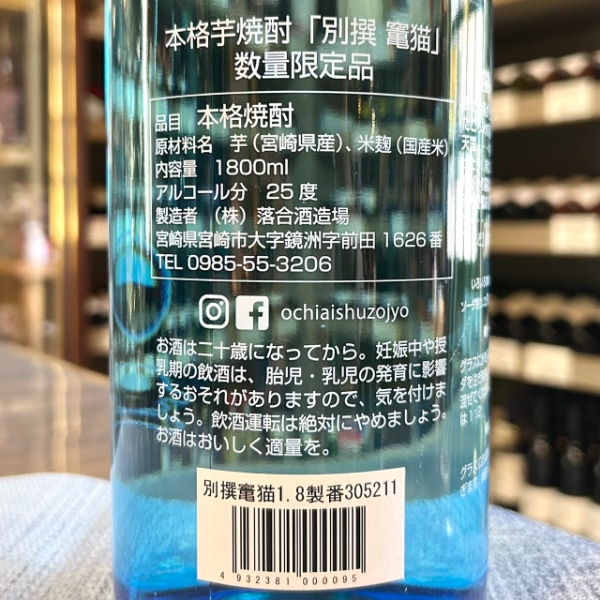 本格芋焼酎「別撰 竃猫」
数量限定品
品目 本格焼酎
原材料名 芋（宮崎県産）、米麹（国産米）
内容量 1800ml
アルコール分 25度
製造者 （株）落合酒造場
宮崎県宮崎市大字鏡洲字前田1626番
TEL 0985-55-3206
ochiaishuzojyo
お酒は二十歳になってから。妊娠中や授
乳期の飲酒は、胎児・乳児の発育に影響
するおそれがありますので、気を付けま
しょう。飲酒運転は絶対にやめましょう。
お酒はおいしく適量を。
別撰竃猫1.8製番305211
4 932381 000095